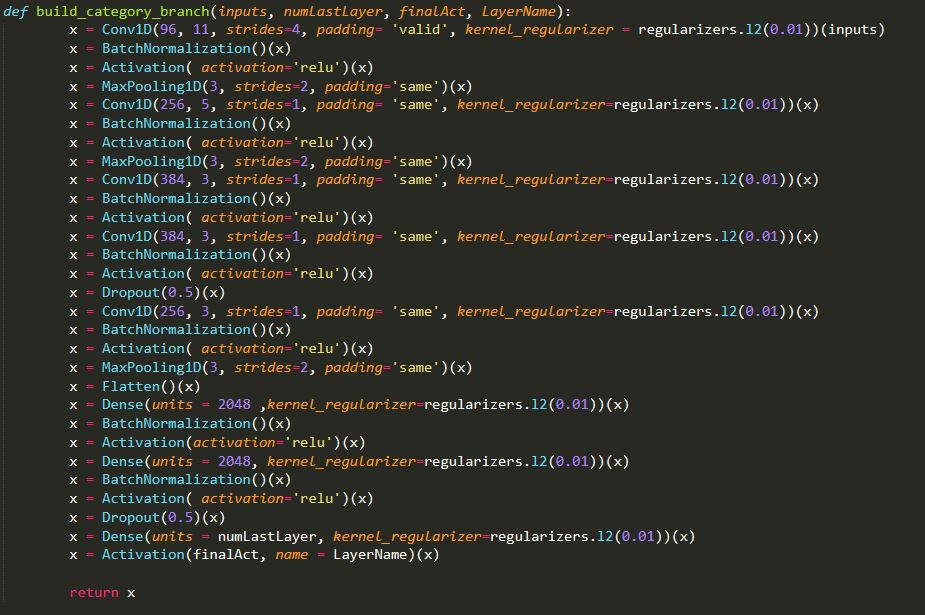 def build_category_branch(inputs, numLastLayer, finalAct, LayerName):
        x = Conv1D(96, 11, strides=4, padding= 'valid', kernel_regularizer = regularizers.l2(0.01))(inputs)
        x = BatchNormalization()(x)
        x = Activation( activation='relu')(x)
        x = MaxPooling1D(3, strides=2, padding='same')(x)
        x = Conv1D(256, 5, strides=1, padding= 'same', kernel_regularizer=regularizers.l2(0.01))(x)
        x = BatchNormalization()(x)
        x = Activation( activation='relu')(x)
        x = MaxPooling1D(3, strides=2, padding='same')(x)
        x = Conv1D(384, 3, strides=1, padding= 'same', kernel_regularizer=regularizers.l2(0.01))(x)
        x = BatchNormalization()(x)
        x = Activation( activation='relu')(x)
        x = Conv1D(384, 3, strides=1, padding= 'same', kernel_regularizer=regularizers.l2(0.01))(x)
        x = BatchNormalization()(x)
        x = Activation( activation='relu')(x)
        x = Dropout(0.5)(x)
        x = Conv1D(256, 3, strides=1, padding= 'same', kernel_regularizer=regularizers.l2(0.01))(x)
        x = BatchNormalization()(x)
        x = Activation( activation='relu')(x)
        x = MaxPooling1D(3, strides=2, padding='same')(x)
        x = Flatten()(x)
        x = Dense(units = 2048 ,kernel_regularizer=regularizers.l2(0.01))(x)
        x = BatchNormalization()(x)
        x = Activation(activation='relu')(x)
        x = Dense(units = 2048, kernel_regularizer=regularizers.l2(0.01))(x)
        x = BatchNormalization()(x)
        x = Activation( activation='relu')(x)
        x = Dropout(0.5)(x)
        x = Dense(units = numLastLayer, kernel_regularizer=regularizers.l2(0.01))(x)
        x = Activation(finalAct, name = LayerName)(x)

        return x